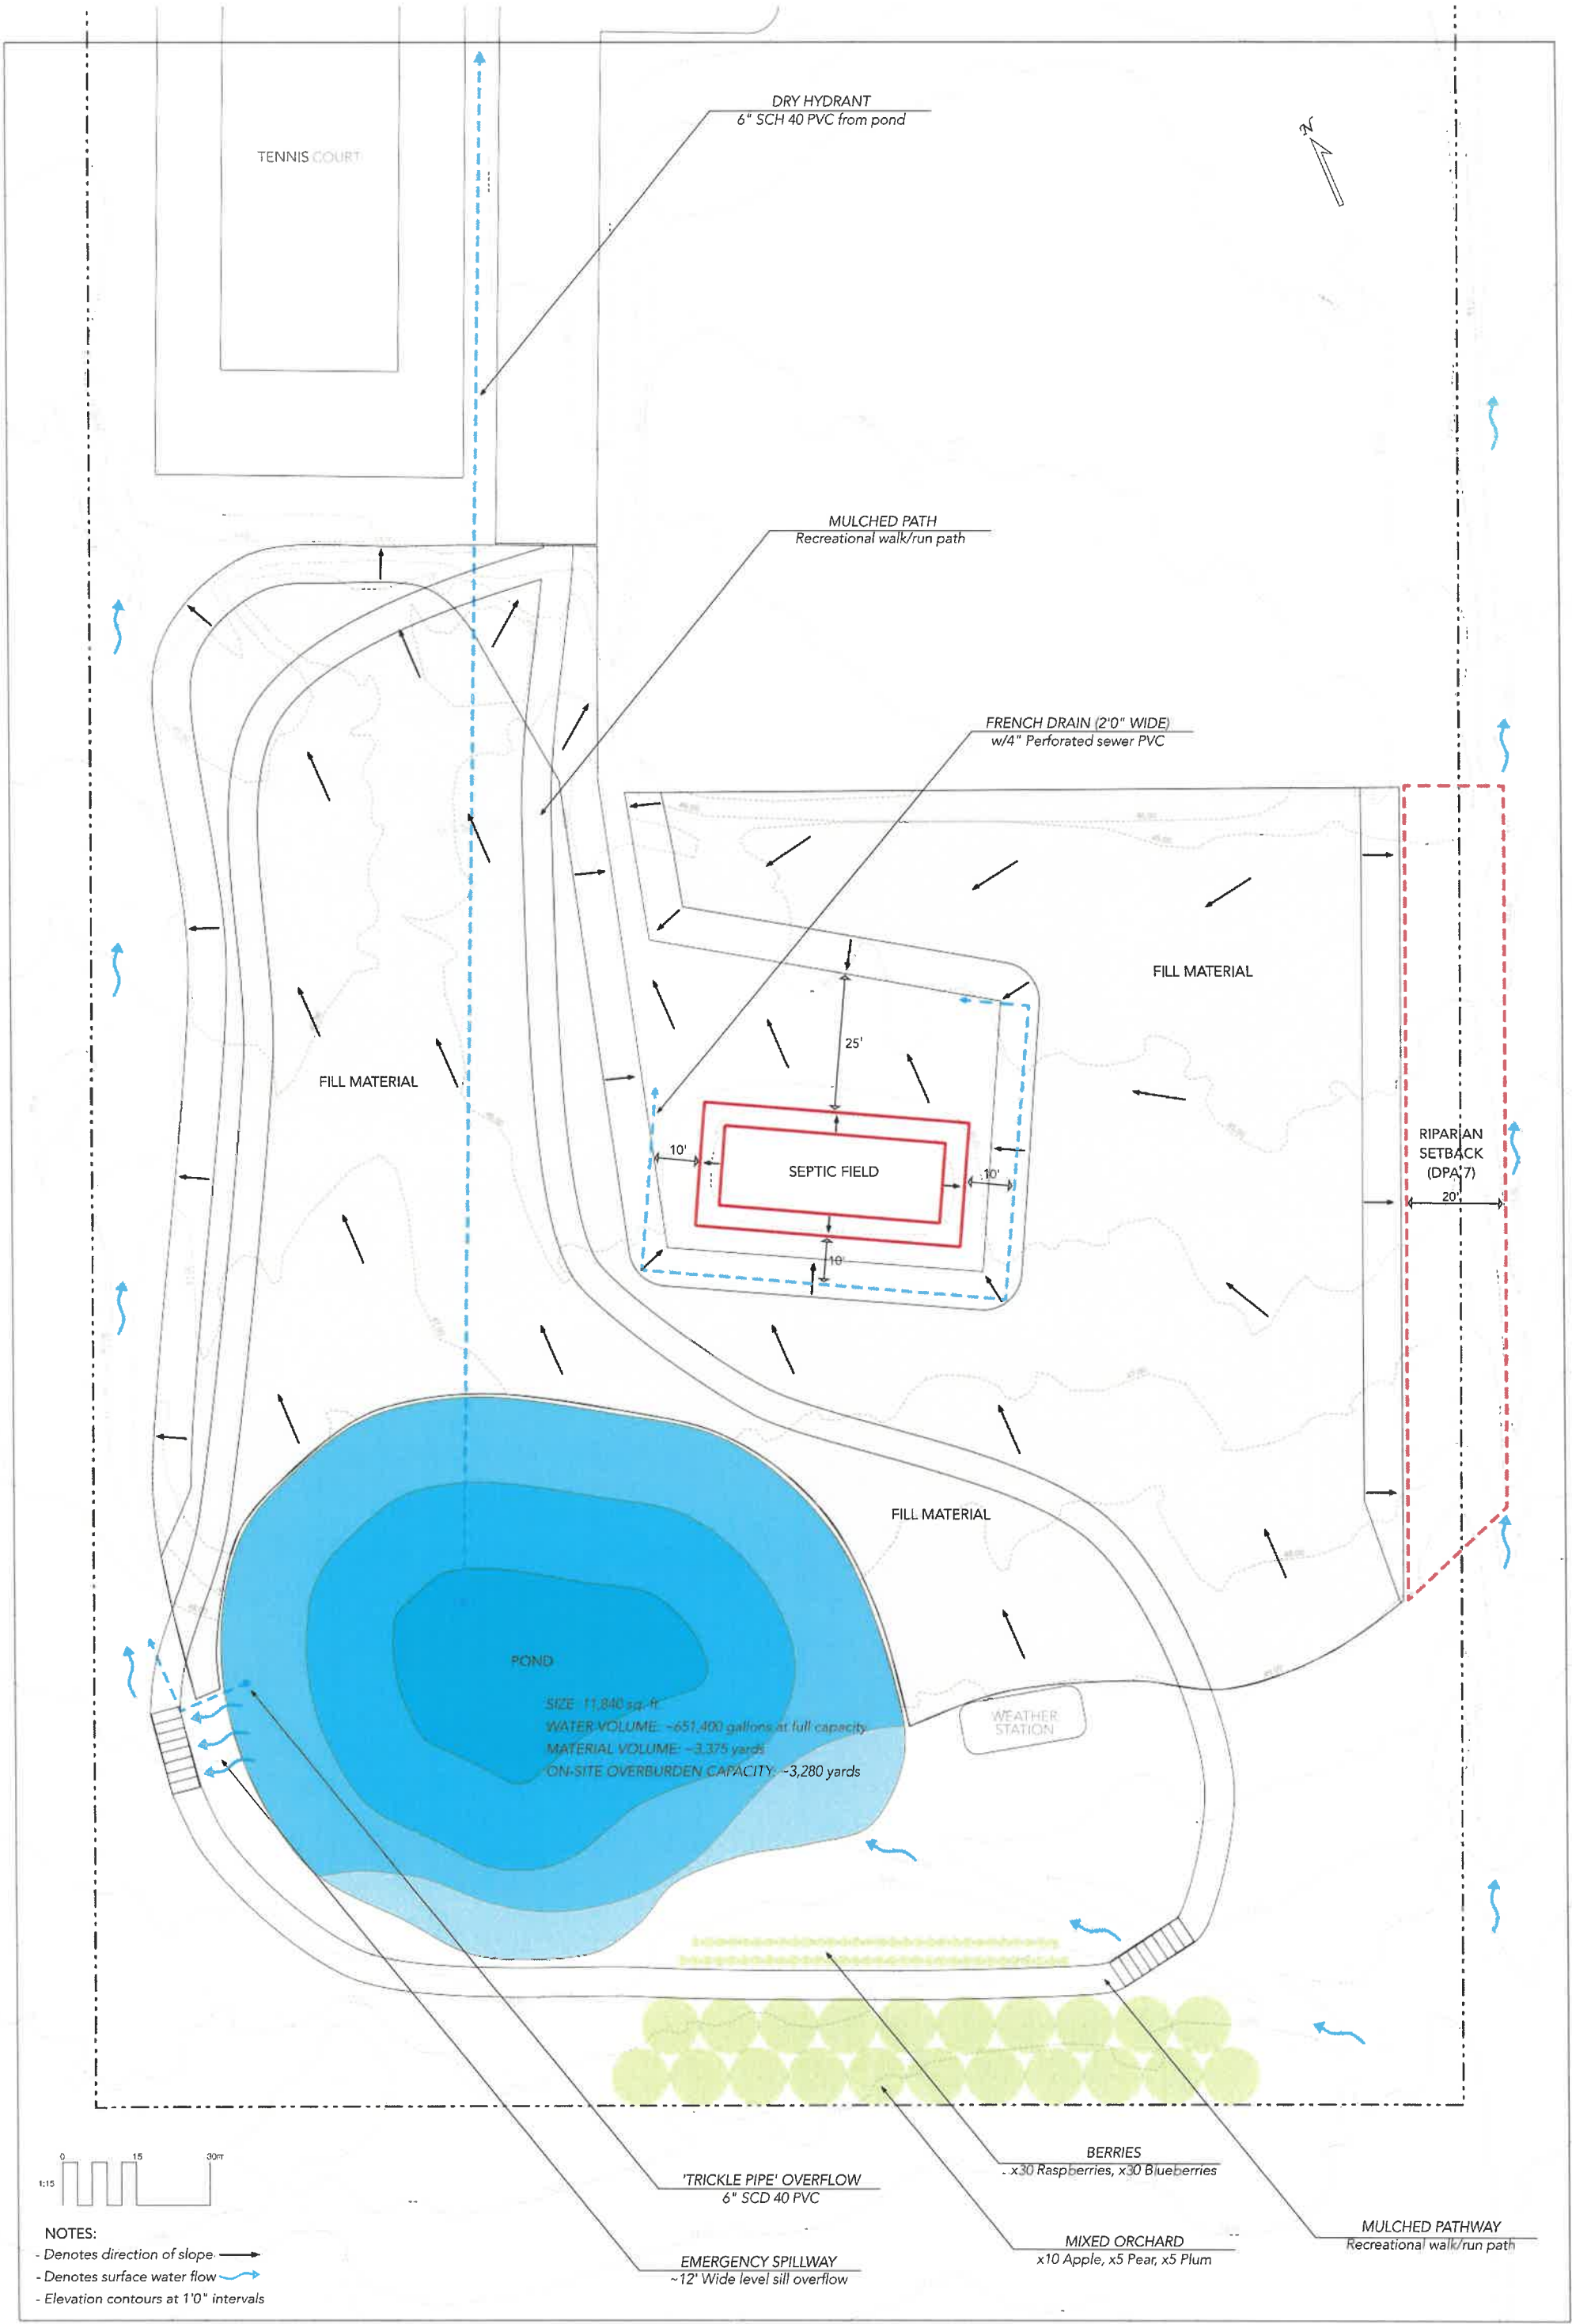 DRY HYDRANT
6" SCH 40 PVC from pond
N
TENNIS COURT
MULCHED PATH
Recreational walk/run path
FRENCH DRAIN (2'0" WIDE)
w/4" Perforated sewer PVC
FILL MATERIAL
25'
FILL MATERIAL
RIPARIAN
SETBACK
(DPA 7)
20'
10'
SEPTIC FIELD
10'
10'
FILL MATERIAL
POND
SIZE: 11,840 sq. ft.
WATER VOLUME: ~651,400 gallons at full capacity
MATERIAL VOLUME: ~3,375 yards
ON-SITE OVERBURDEN CAPACITY: ~3,280 yards
WEATHER
STATION
BERRIES
x30 Raspberries, x30 Blueberries
'TRICKLE PIPE' OVERFLOW
6" SCD 40 PVC
MULCHED PATHWAY
Recreational walk/run path
MIXED ORCHARD
x10 Apple, x5 Pear, x5 Plum
EMERGENCY SPILLWAY
~12' Wide level sill overflow
0 15 30m
1:15
NOTES:
- Denotes direction of slope
- Denotes surface water flow
- Elevation contours at 1'0" intervals